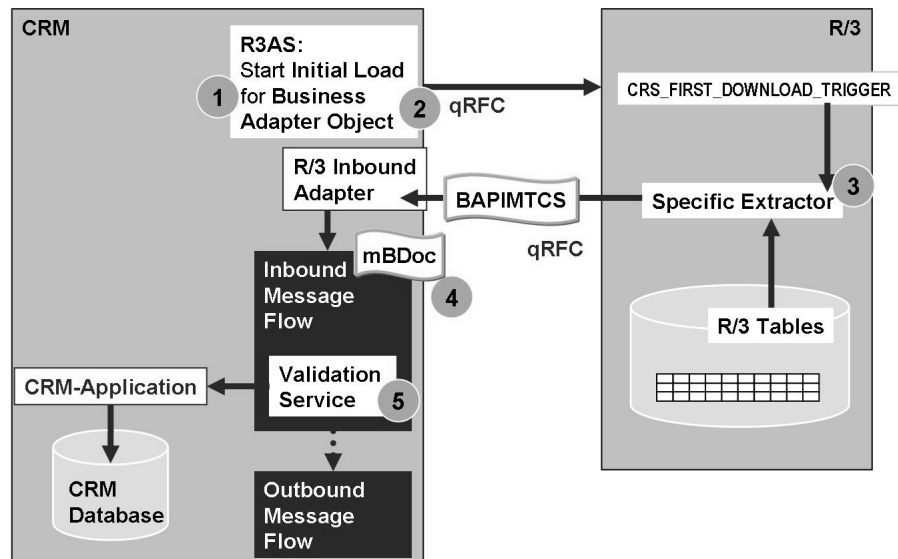 CRM
R/3
R3AS:
Start Initial Load
for Business
Adapter Object
1
2
qRFC
CRS_FIRST_DOWNLOAD_TRIGGER
R/3 Inbound
Adapter
BAPIMTCS
qRFC
Specific Extractor
3
mBDoc
4
Inbound
Message
Flow
R/3 Tables
Validation
Service
5
CRM-Application
CRM
Database
Outbound
Message
Flow